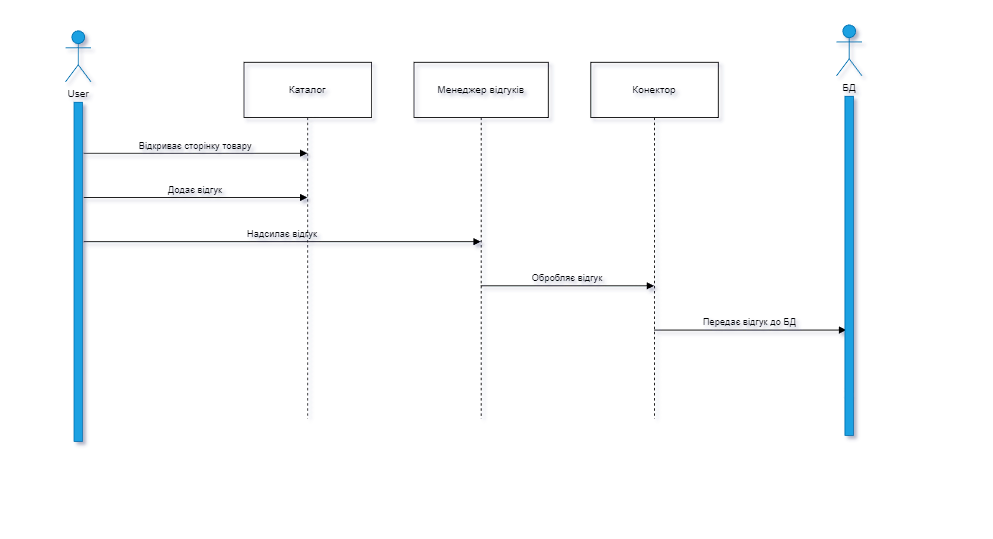 User
Каталог
Менеджер відгуків
Конектор
БД
Відкриває сторінку товару
Додає відгук
Надсилає відгук
Обробляє відгук
Передає відгук до БД